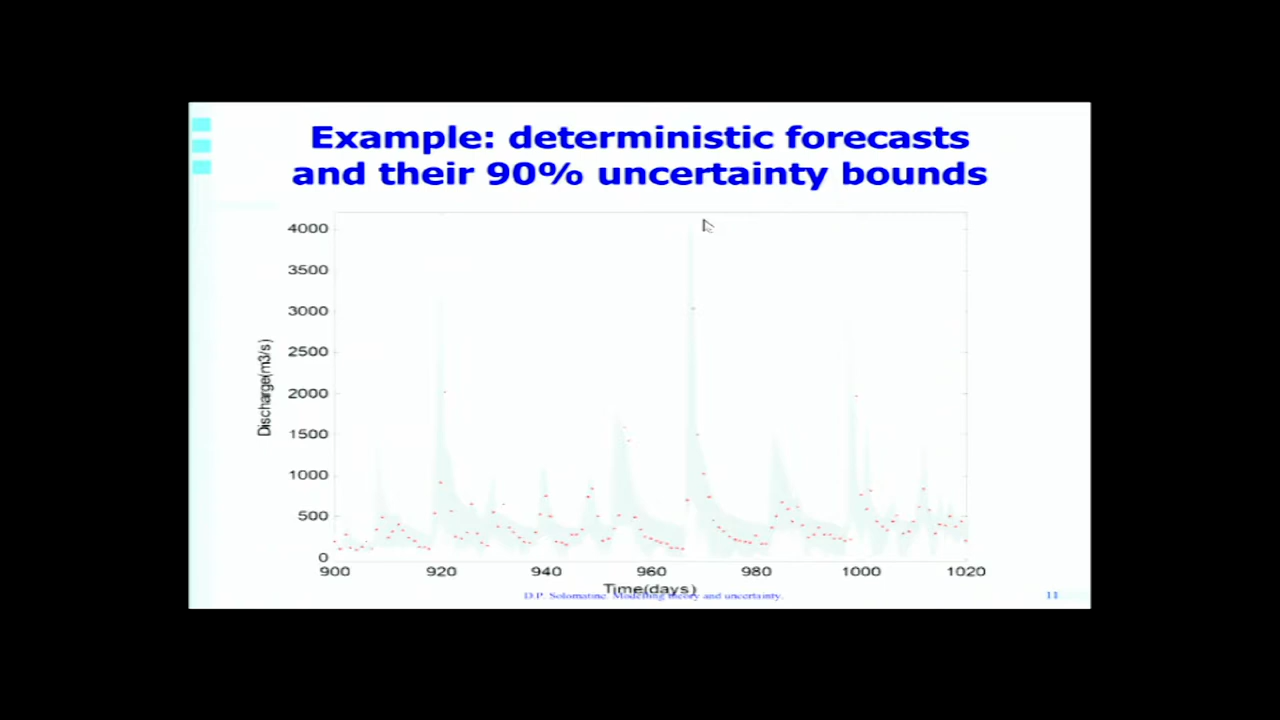 Example: deterministic forecasts
and their 90% uncertainty bounds
4000
3500
3000
2500
2000
1500
1000
500
0
Discharge(m3/s)
900 920 940 960 980 1000 1020
Time(days)
D.P. Solomatine. Modelling theory and uncertainty.
11